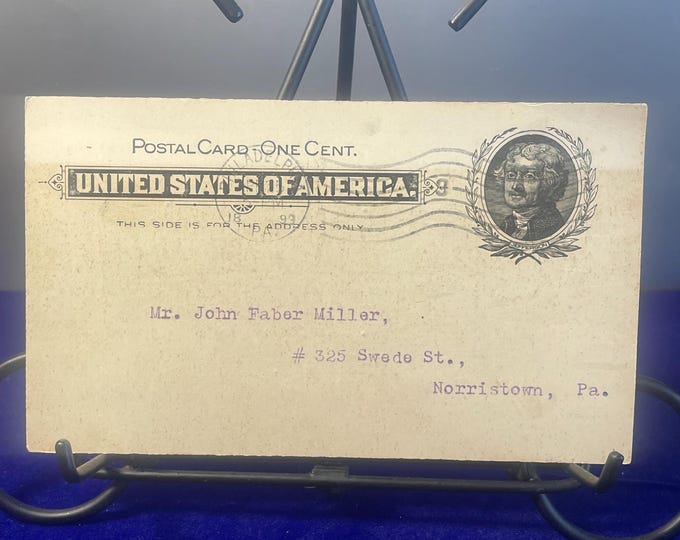 POSTAL CARD - ONE CENT.
UNITED STATES OF AMERICA.
THIS SIDE IS FOR THE ADDRESS ONLY
PA.
JEFFERSON
Mr. John Faber Miller,
# 325 Swede St.,
Norristown, Pa.